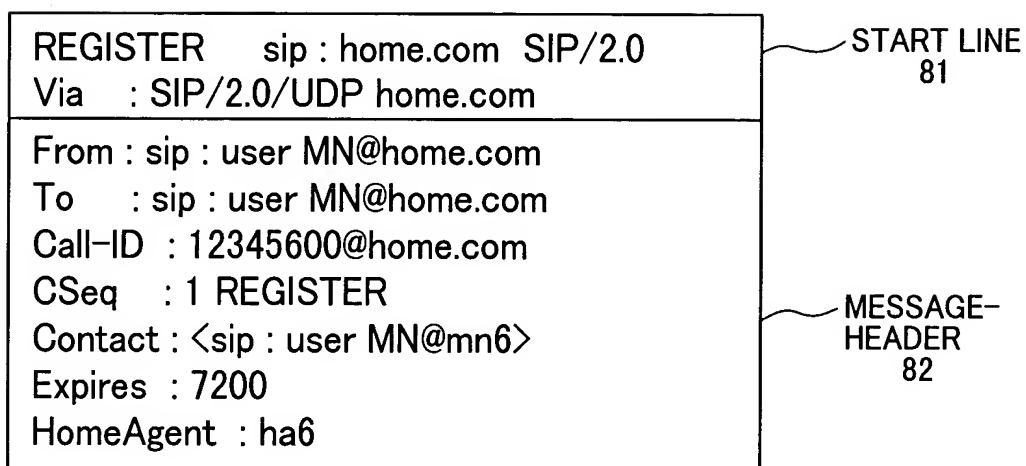 REGISTER sip : home.com SIP/2.0
Via : SIP/2.0/UDP home.com
From : sip : user MN@home.com
To : sip : user MN@home.com
Call-ID : 12345600@home.com
CSeq : 1 REGISTER
Contact : <sip : user MN@mn6>
Expires : 7200
HomeAgent : ha6
START LINE
81
MESSAGE-
HEADER
82